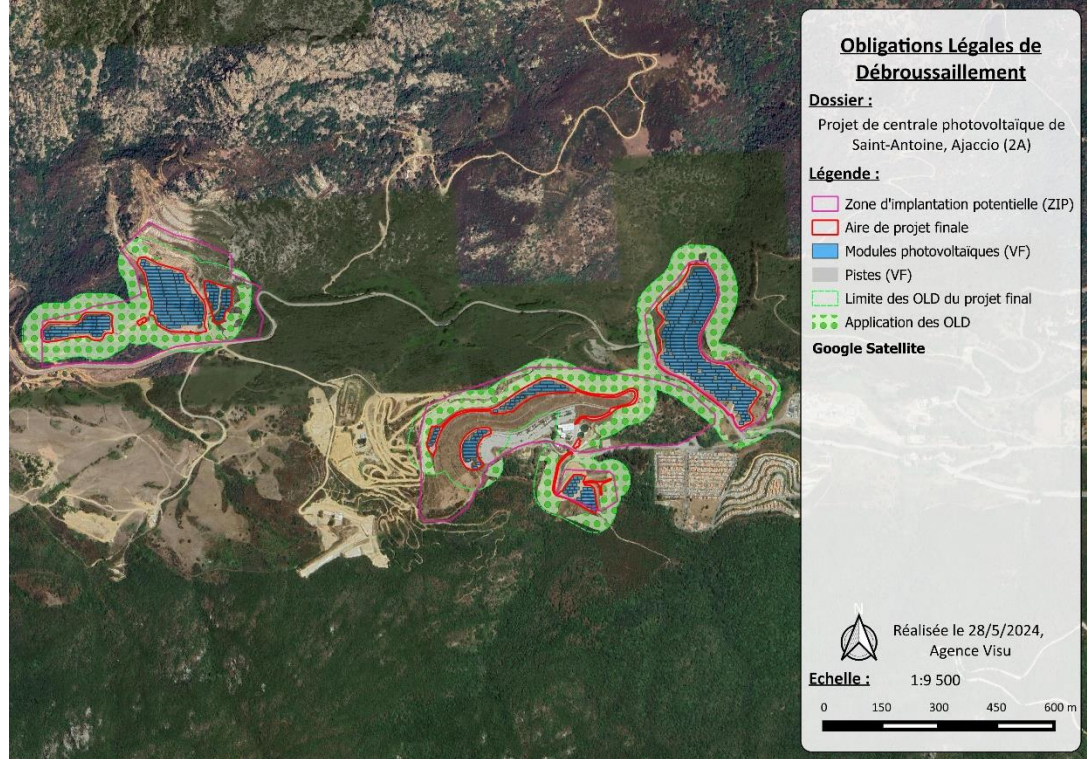 Obligations Légales de
Débroussaillement
Dossier :
Projet de centrale photovoltaïque de
Saint-Antoine, Ajaccio (2A)
Légende :
Zone d'implantation potentielle (ZIP)
Aire de projet finale
Modules photovoltaïques (VF)
Pistes (VF)
Limite des OLD du projet final
Application des OLD
Google Satellite
N
Réalisée le 28/5/2024,
Agence Visu
Echelle : 1:9 500
0 150 300 450 600 m